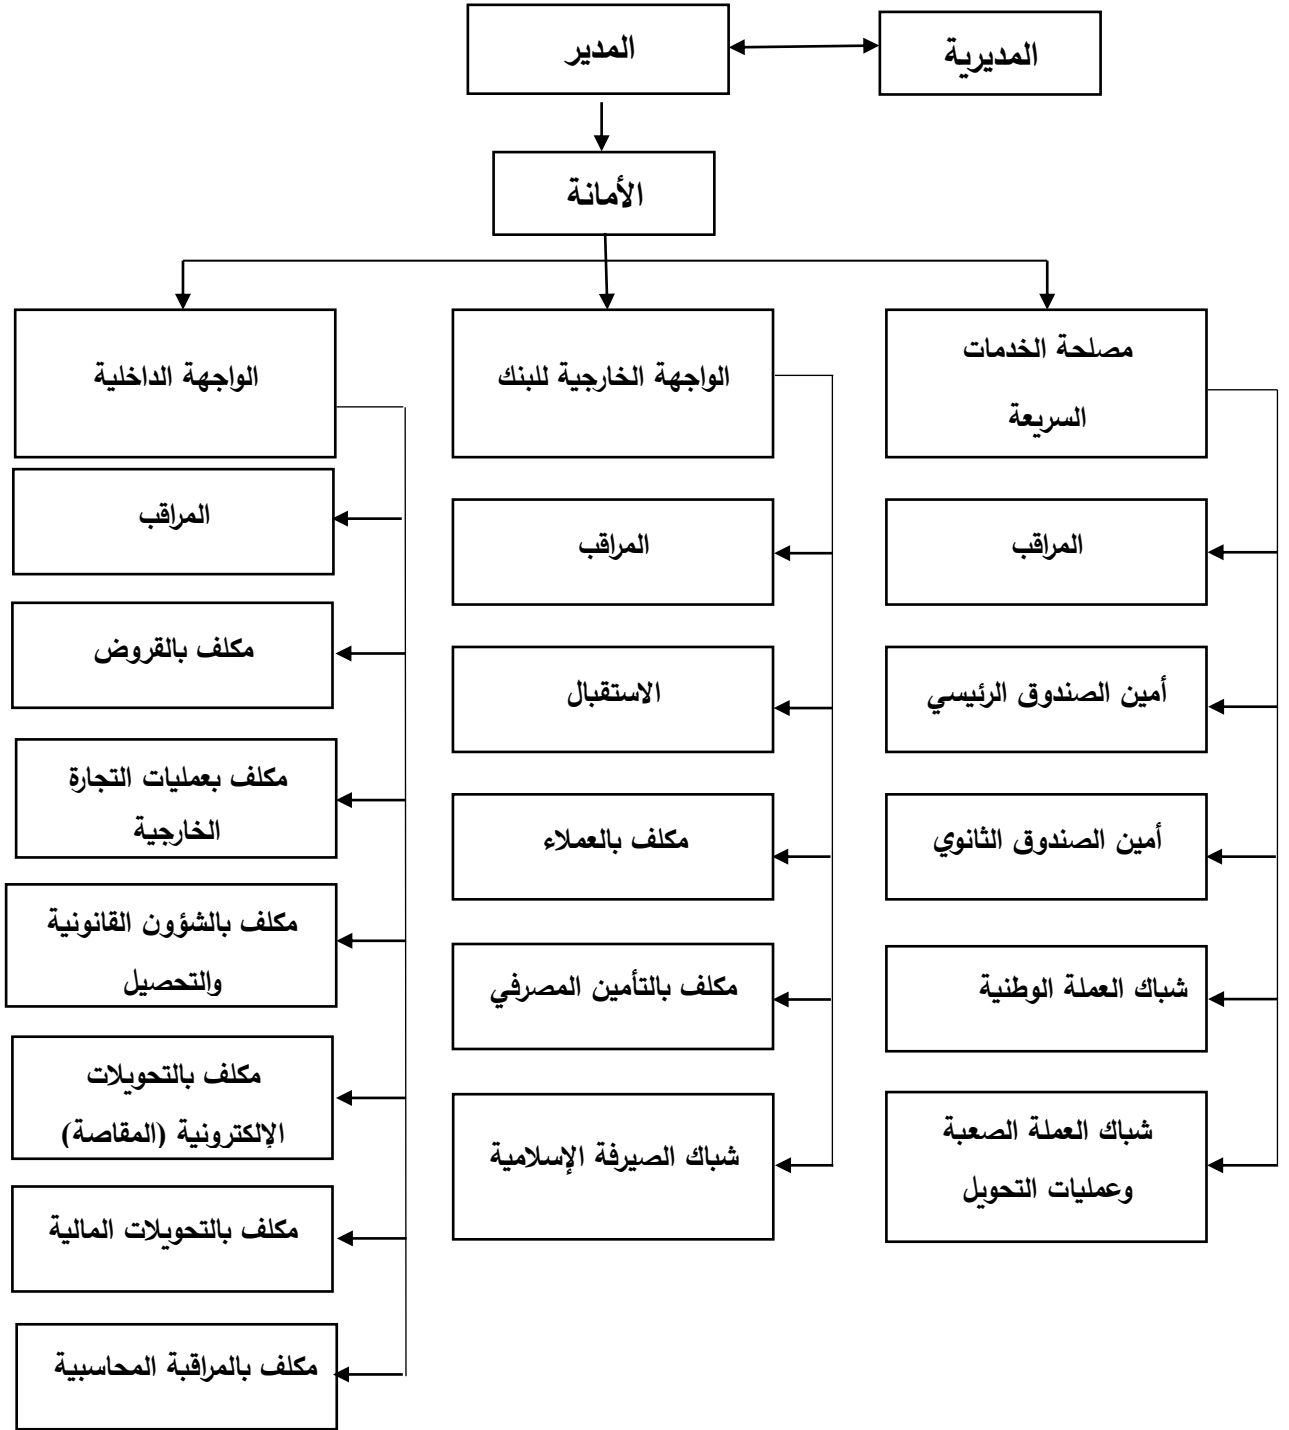 المديرية
المدير
الأمانة
مصلحة الخدمات
السريعة
المراقب
أمين الصندوق الرئيسي
أمين الصندوق الثانوي
شباك العملة الوطنية
شباك العملة الصعبة
وعمليات التحويل
الواجهة الخارجية للبنك
المراقب
الاستقبال
مكلف بالعملاء
مكلف بالتأمين المصرفي
شباك الصيرفة الإسلامية
الواجهة الداخلية
المراقب
مكلف بالقروض
مكلف بعمليات التجارة
الخارجية
مكلف بالشؤون القانونية
والتحصيل
مكلف بالتحويلات
الإلكترونية (المقاصة)
مكلف بالتحويلات المالية
مكلف بالمراقبة المحاسبية